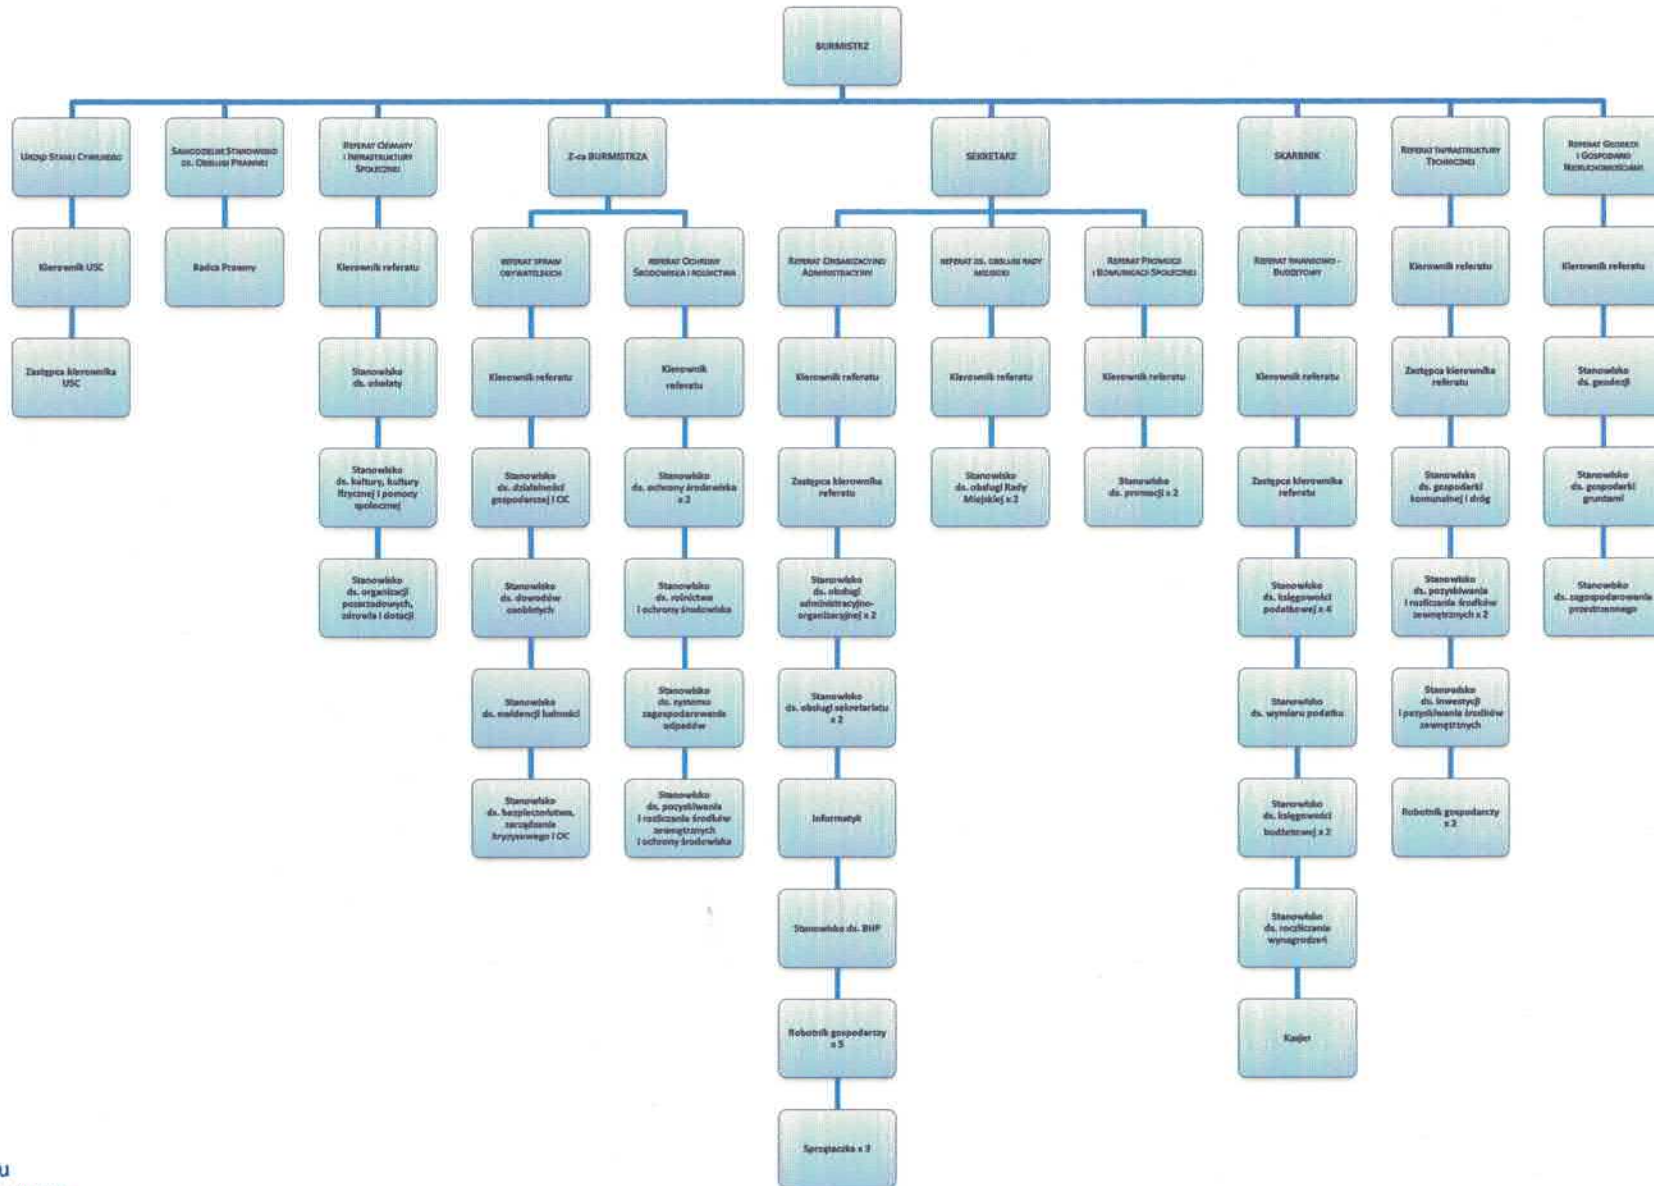 BURMISTRZ
URZĄD STANU CYWILNEGO
SAMODZIELNE STANOWISKO
DS. OBSŁUGI PRAWNEJ
REFERAT OŚWIATY
I INFRASTRUKTURY
SPOŁECZNEJ
Z-ca BURMISTRZA
SEKRETARZ
SKARBNIK
REFERAT INFRASTRUKTURY
TECHNICZNEJ
REFERAT GEODEZJI
I GOSPODARKI
NIERUCHOMOŚCIAMI
Kierownik USC
Radca Prawny
Kierownik referatu
REFERAT SPRAW
OBYWATELSKICH
REFERAT OCHRONY
ŚRODOWISKA I ROLNICTWA
REFERAT ORGANIZACYJNO
ADMINISTRACYJNY
REFERAT DS. OBSŁUGI RADY
MIEJSKIEJ
REFERAT PROMOCJI
I KOMUNIKACJI SPOŁECZNEJ
REFERAT FINANSOWO -
BUDŻETOWY
Kierownik referatu
Kierownik referatu
Zastępca kierownika
USC
Stanowisko
ds. oświaty
Kierownik referatu
Kierownik
referatu
Kierownik referatu
Kierownik referatu
Kierownik referatu
Kierownik referatu
Zastępca kierownika
referatu
Stanowisko
ds. geodezji
Stanowisko
ds. kultury, kultury
fizycznej i pomocy
społecznej
Stanowisko
ds. działalności
gospodarczej i OC
Stanowisko
ds. ochrony środowiska
x 2
Zastępca kierownika
referatu
Stanowisko
ds. obsługi Rady
Miejskiej x 2
Stanowisko
ds. promocji x 2
Zastępca kierownika
referatu
Stanowisko
ds. gospodarki
komunalnej i dróg
Stanowisko
ds. gospodarki
gruntami
Stanowisko
ds. organizacji
pozarządowych,
zdrowia i dotacji
Stanowisko
ds. dowodów
osobistych
Stanowisko
ds. rolnictwa
i ochrony środowiska
Stanowisko
ds. obsługi
administracyjno-
organizacyjnej x 2
Stanowisko
ds. księgowości
podatkowej x 4
Stanowisko
ds. pozyskiwania
i rozliczania środków
zewnętrznych x 2
Stanowisko
ds. zagospodarowania
przestrzennego
Stanowisko
ds. ewidencji ludności
Stanowisko
ds. systemu
zagospodarowania
odpadów
Stanowisko
ds. obsługi sekretariatu
x 2
Stanowisko
ds. wymiaru podatku
Stanowisko
ds. inwestycji
i pozyskiwania środków
zewnętrznych
Stanowisko
ds. bezpieczeństwa,
zarządzania
kryzysowego i OC
Stanowisko
ds. pozyskiwania
i rozliczania środków
zewnętrznych
i ochrony środowiska
Informatyk
Stanowisko
ds. księgowości
budżetowej x 2
Robotnik gospodarczy
x 2
Stanowisko ds. BHP
Stanowisko
ds. rozliczania
wynagrodzeń
Robotnik gospodarczy
x 5
Kasjer
Sprzątaczka x 3
u